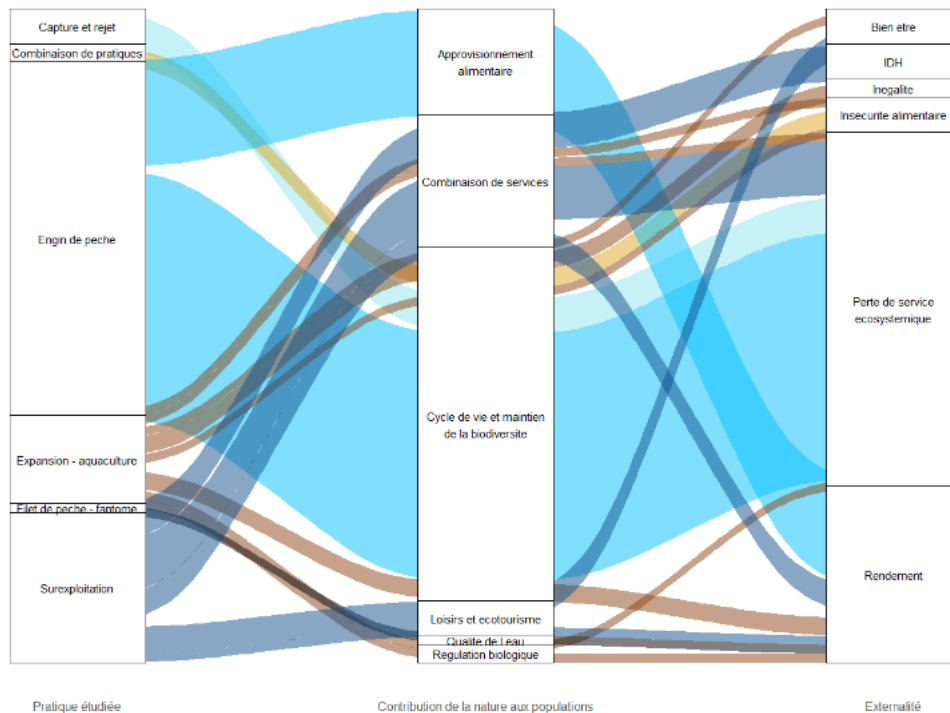 Capture et rejet
Combinaison de pratiques
Engin de peche
Expansion - aquaculture
Filet de peche - fantome
Surexploitation
Approvisionnement
alimentaire
Combinaison de services
Cycle de vie et maintien
de la biodiversite
Loisirs et ecotourisme
Qualite de Leau
Regulation biologique
Bien etre
IDH
Inegalite
Insecurite alimentaire
Perte de service
ecosystemique
Rendement
Pratique étudiée
Contribution de la nature aux populations
Externalité